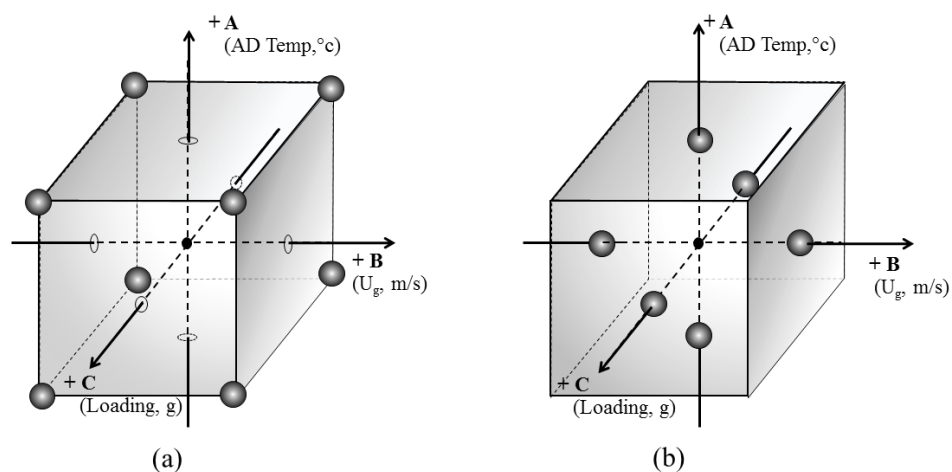 + A
(AD Temp,°c)
+ B
(Ug, m/s)
+ C
(Loading, g)
(a)
+ A
(AD Temp,°c)
+ B
(Ug, m/s)
+ C
(Loading, g)
(b)